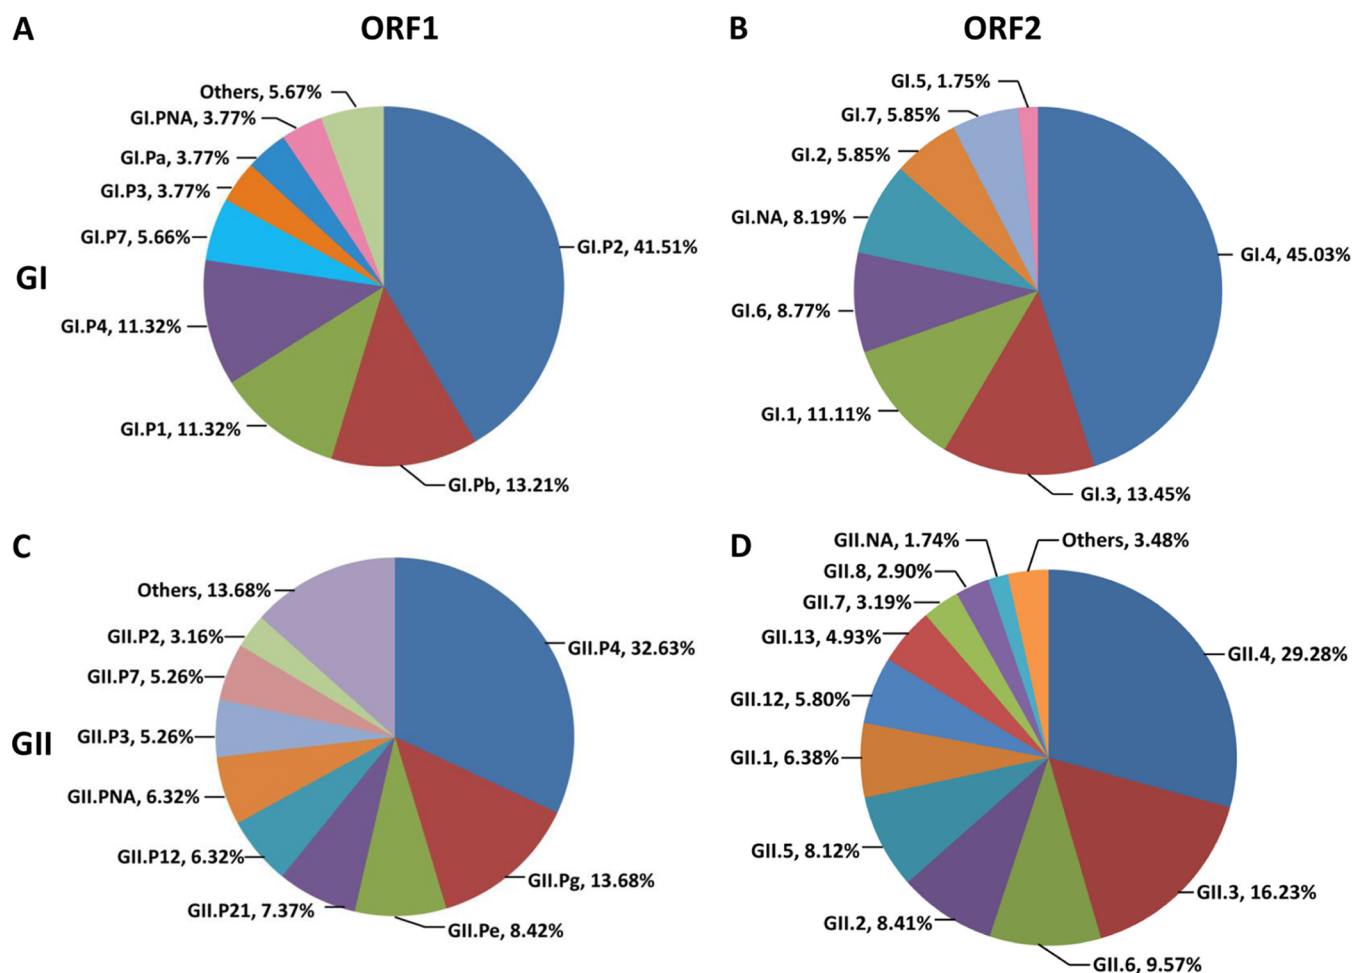 A
ORF1
B
ORF2
GI
Others, 5.67%
GI.PNA, 3.77%
GI.Pa, 3.77%
GI.P3, 3.77%
GI.P7, 5.66%
GI.P4, 11.32%
GI.P1, 11.32%
GI.Pb, 13.21%
GI.P2, 41.51%
GI.5, 1.75%
GI.7, 5.85%
GI.2, 5.85%
GI.NA, 8.19%
GI.6, 8.77%
GI.1, 11.11%
GI.3, 13.45%
GI.4, 45.03%
C
D
GII
Others, 13.68%
GII.P2, 3.16%
GII.P7, 5.26%
GII.P3, 5.26%
GII.PNA, 6.32%
GII.P12, 6.32%
GII.P21, 7.37%
GII.Pe, 8.42%
GII.Pg, 13.68%
GII.P4, 32.63%
GII.NA, 1.74%
Others, 3.48%
GII.8, 2.90%
GII.7, 3.19%
GII.13, 4.93%
GII.12, 5.80%
GII.1, 6.38%
GII.5, 8.12%
GII.2, 8.41%
GII.6, 9.57%
GII.3, 16.23%
GII.4, 29.28%